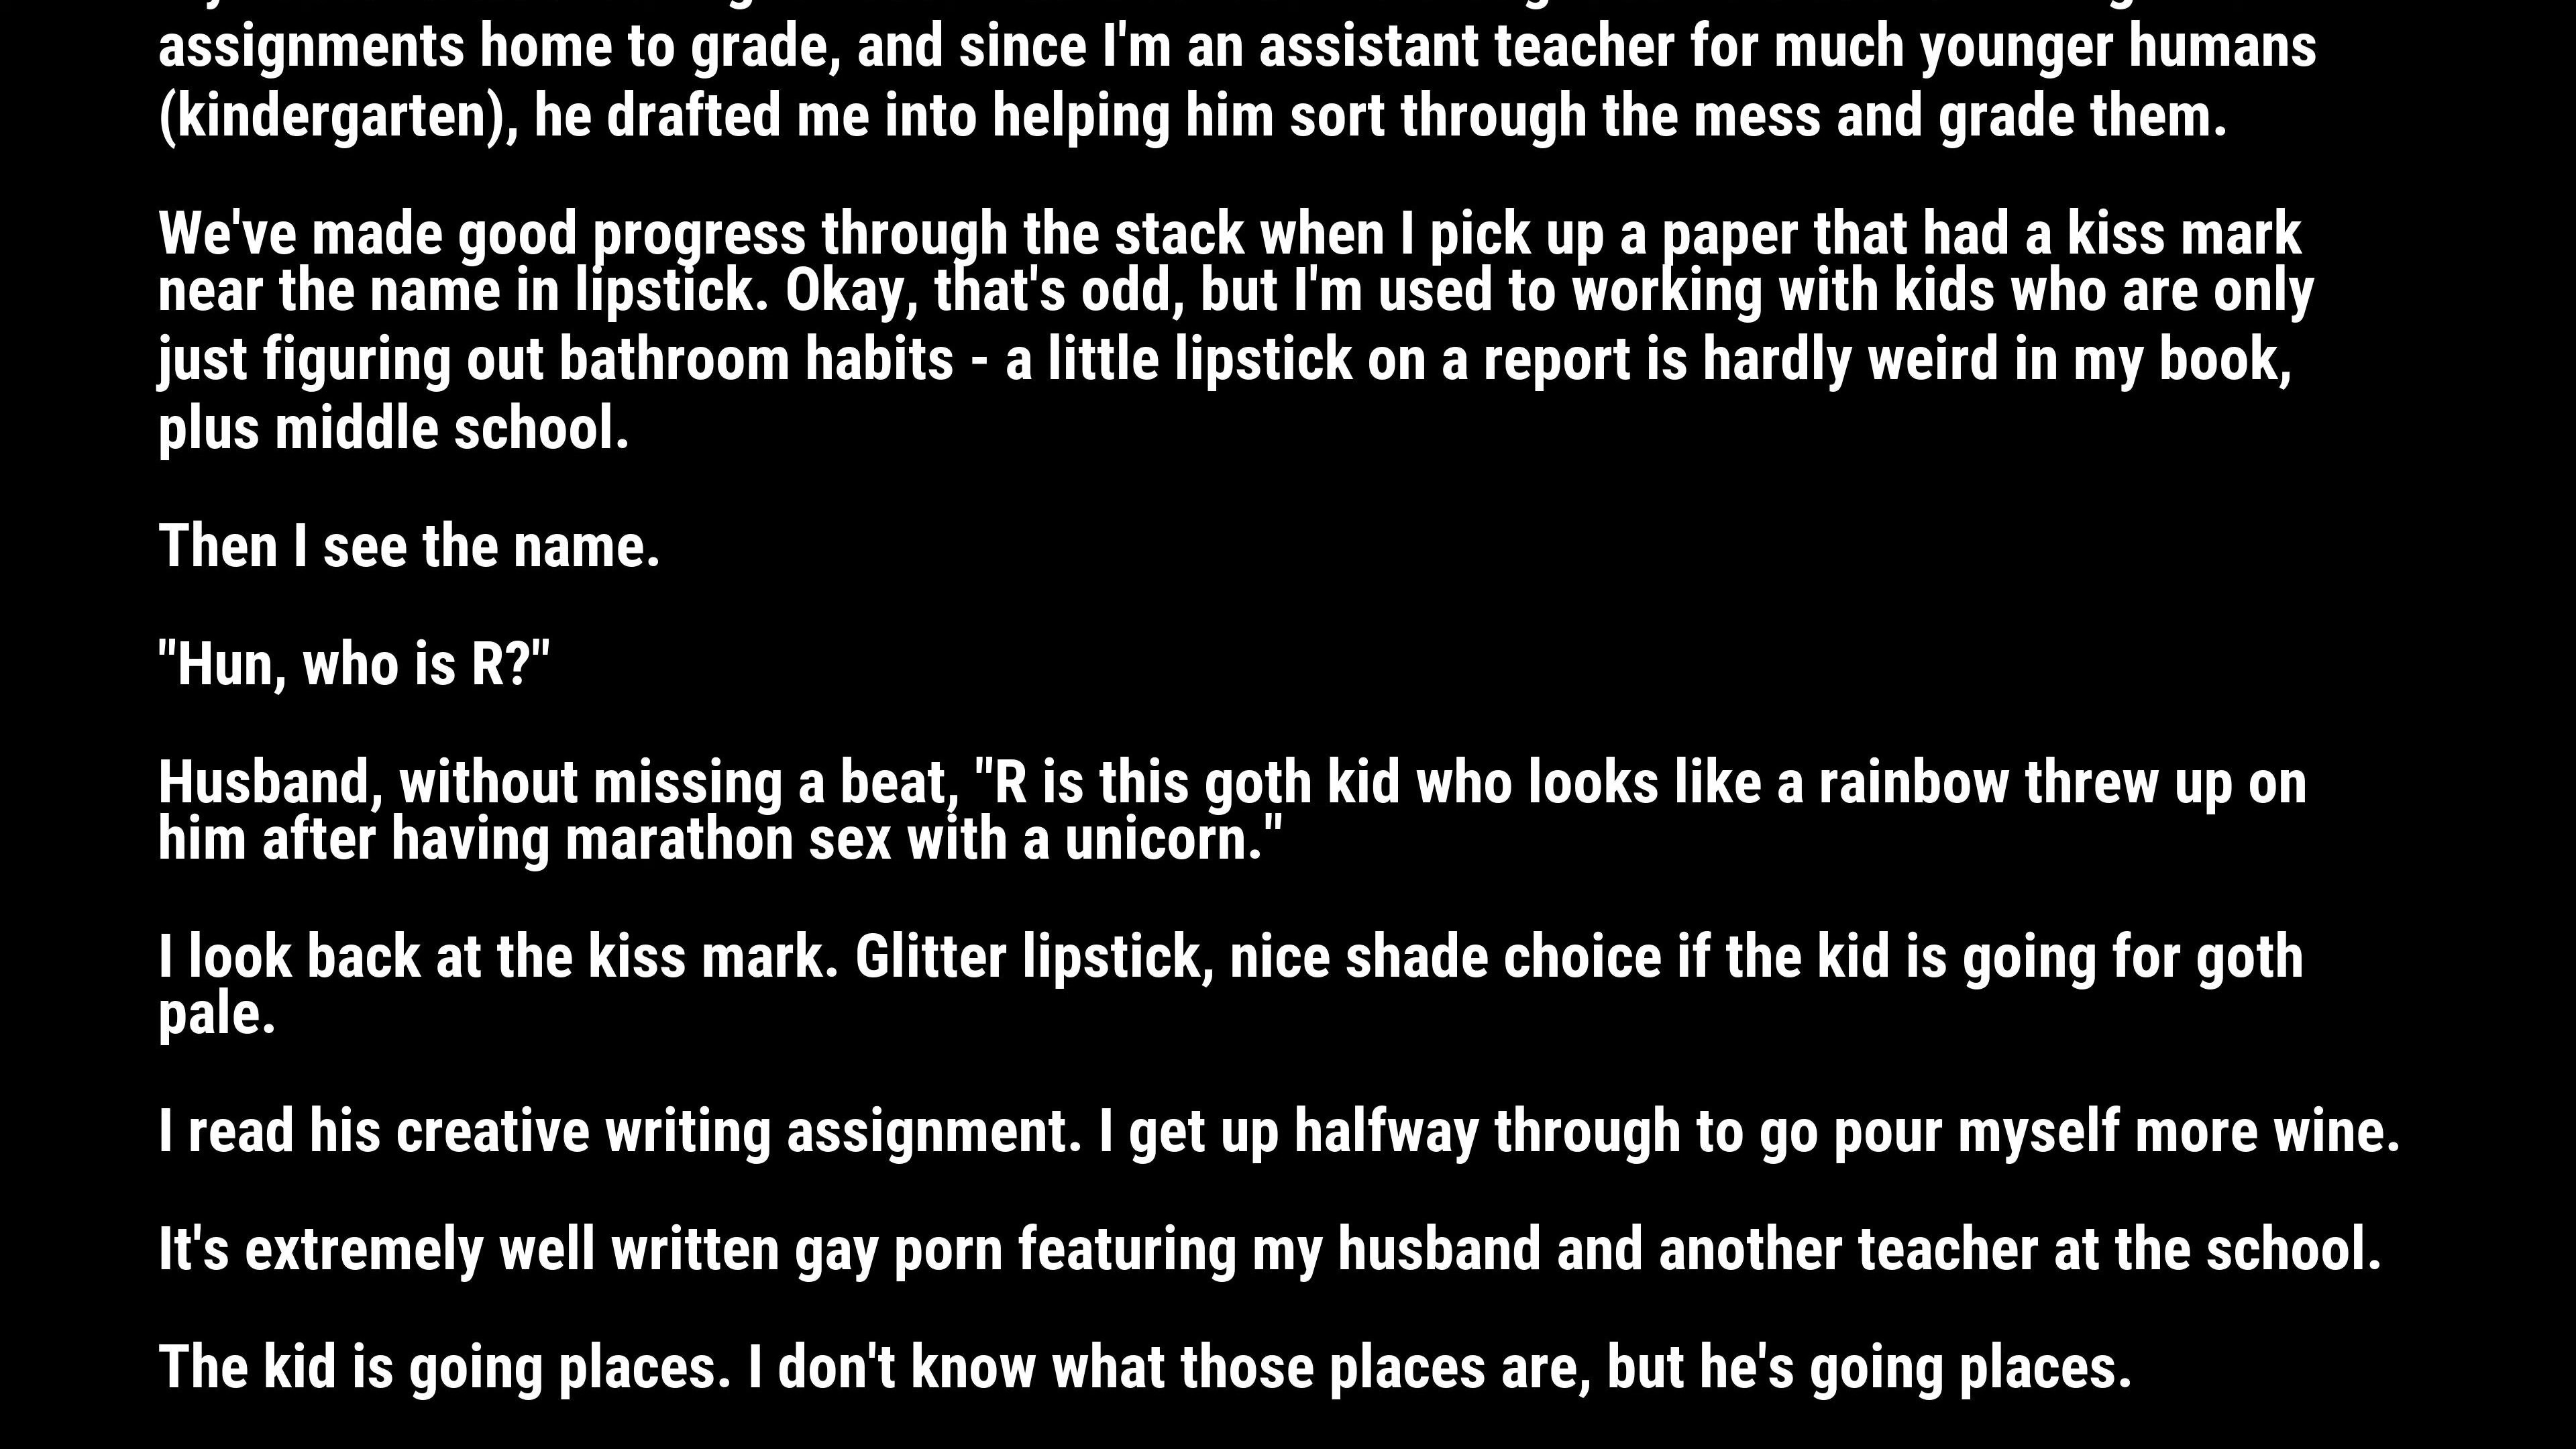 assignments home to grade, and since I'm an assistant teacher for much younger humans
(kindergarten), he drafted me into helping him sort through the mess and grade them.
We've made good progress through the stack when I pick up a paper that had a kiss mark
near the name in lipstick. Okay, that's odd, but I'm used to working with kids who are only
just figuring out bathroom habits - a little lipstick on a report is hardly weird in my book,
plus middle school.
Then I see the name.
"Hun, who is R?"
Husband, without missing a beat, "R is this goth kid who looks like a rainbow threw up on
him after having marathon sex with a unicorn."
I look back at the kiss mark. Glitter lipstick, nice shade choice if the kid is going for goth
pale.
I read his creative writing assignment. I get up halfway through to go pour myself more wine.
It's extremely well written gay porn featuring my husband and another teacher at the school.
The kid is going places. I don't know what those places are, but he's going places.